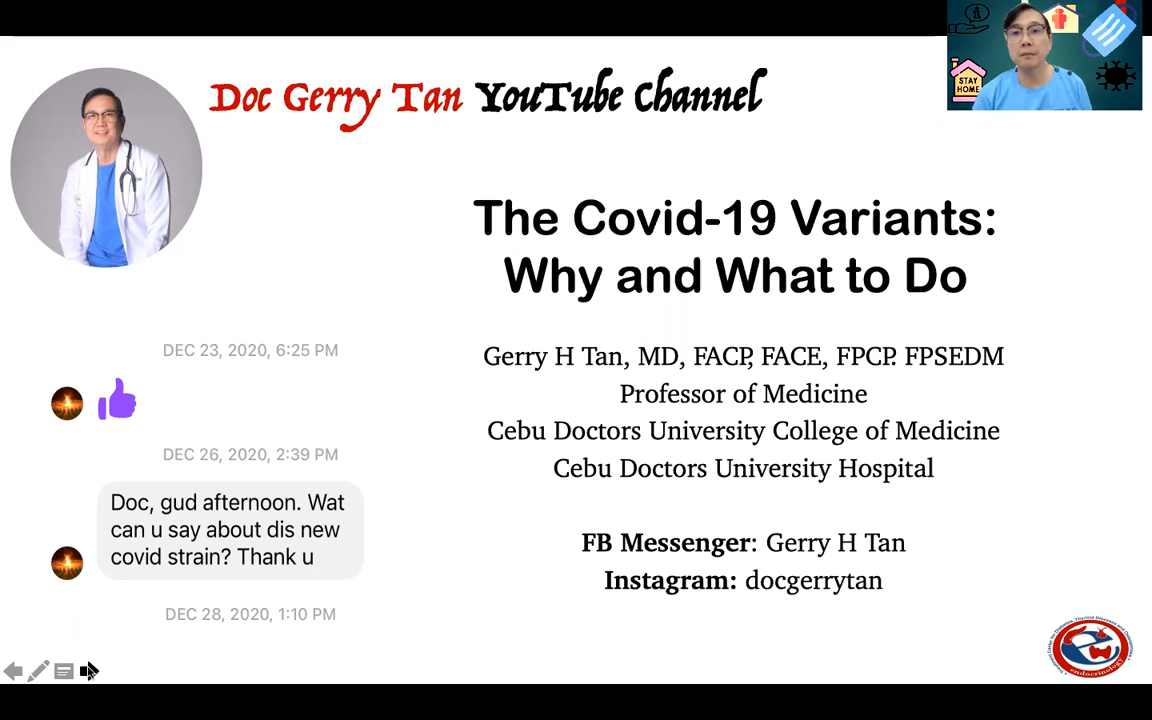 Doc Gerry Tan YouTube Channel
STAY
HOME
The Covid-19 Variants:
Why and What to Do
Gerry H Tan, MD, FACP, FACE, FPCP. FPSEDM
Professor of Medicine
Cebu Doctors University College of Medicine
Cebu Doctors University Hospital
FB Messenger: Gerry H Tan
Instagram: docgerrytan
DEC 23, 2020, 6:25 PM
DEC 26, 2020, 2:39 PM
Doc, gud afternoon. Wat
can u say about dis new
covid strain? Thank u
DEC 28, 2020, 1:10 PM
endocrinology